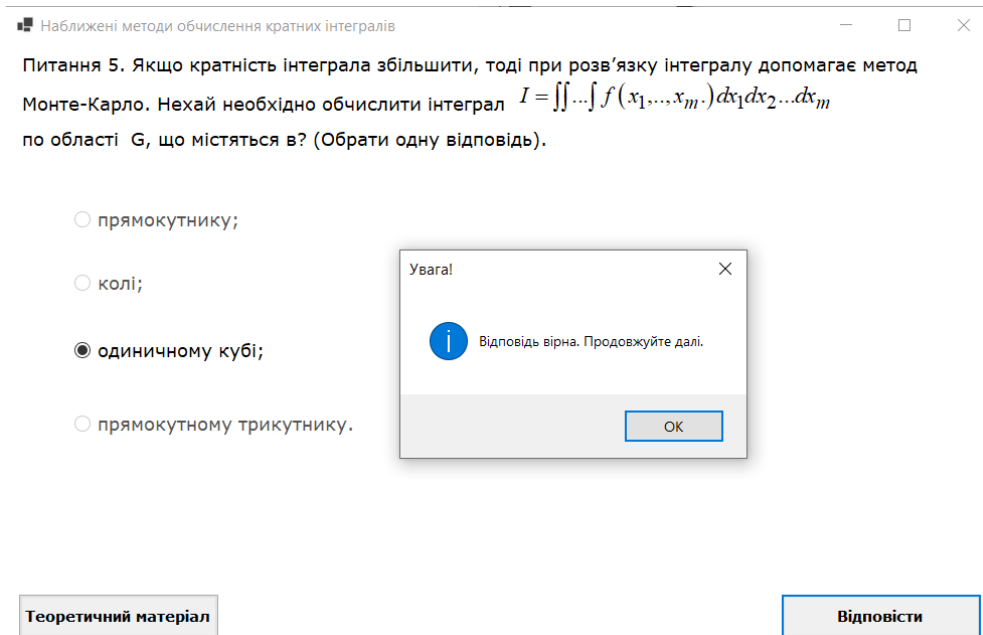 Наближені методи обчислення кратних інтегралів
Питання 5. Якщо кратність інтеграла збільшити, тоді при розв’язку інтегралу допомагає метод
Монте-Карло. Нехай необхідно обчислити інтеграл I = ∬...∫ f(x₁,..,xₘ.)dx₁dx₂...dxₘ
по області G, що містяться в? (Обрати одну відповідь).
прямокутнику;
колі;
одиничному кубі;
прямокутному трикутнику.
Увага!
Відповідь вірна. Продовжуйте далі.
ОК
Теоретичний матеріал
Відповісти